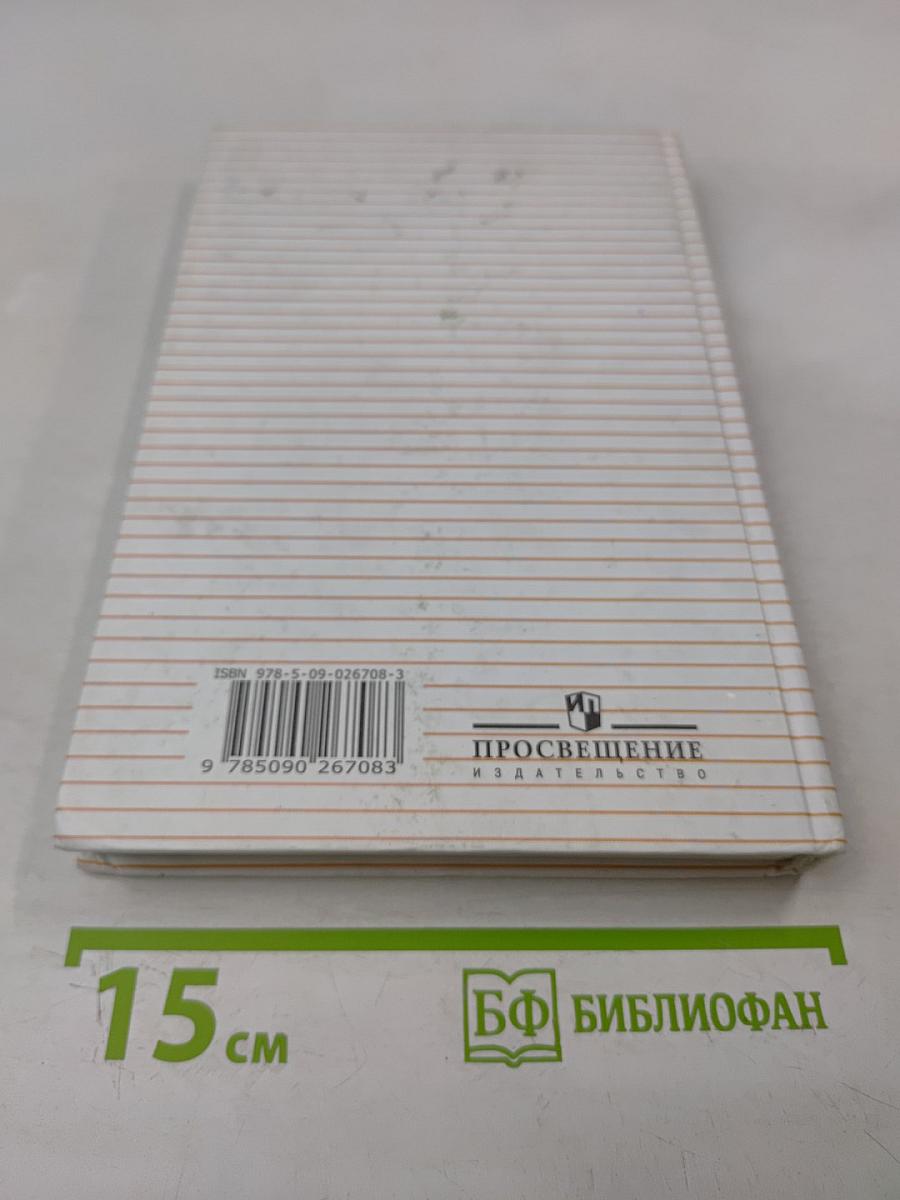 ISBN 978-5-09-026708-3
9 785090 267083
ИП
ПРОСВЕЩЕНИЕ
ИЗДАТЕЛЬСТВО
15 см
БФ БИБЛИОФАН